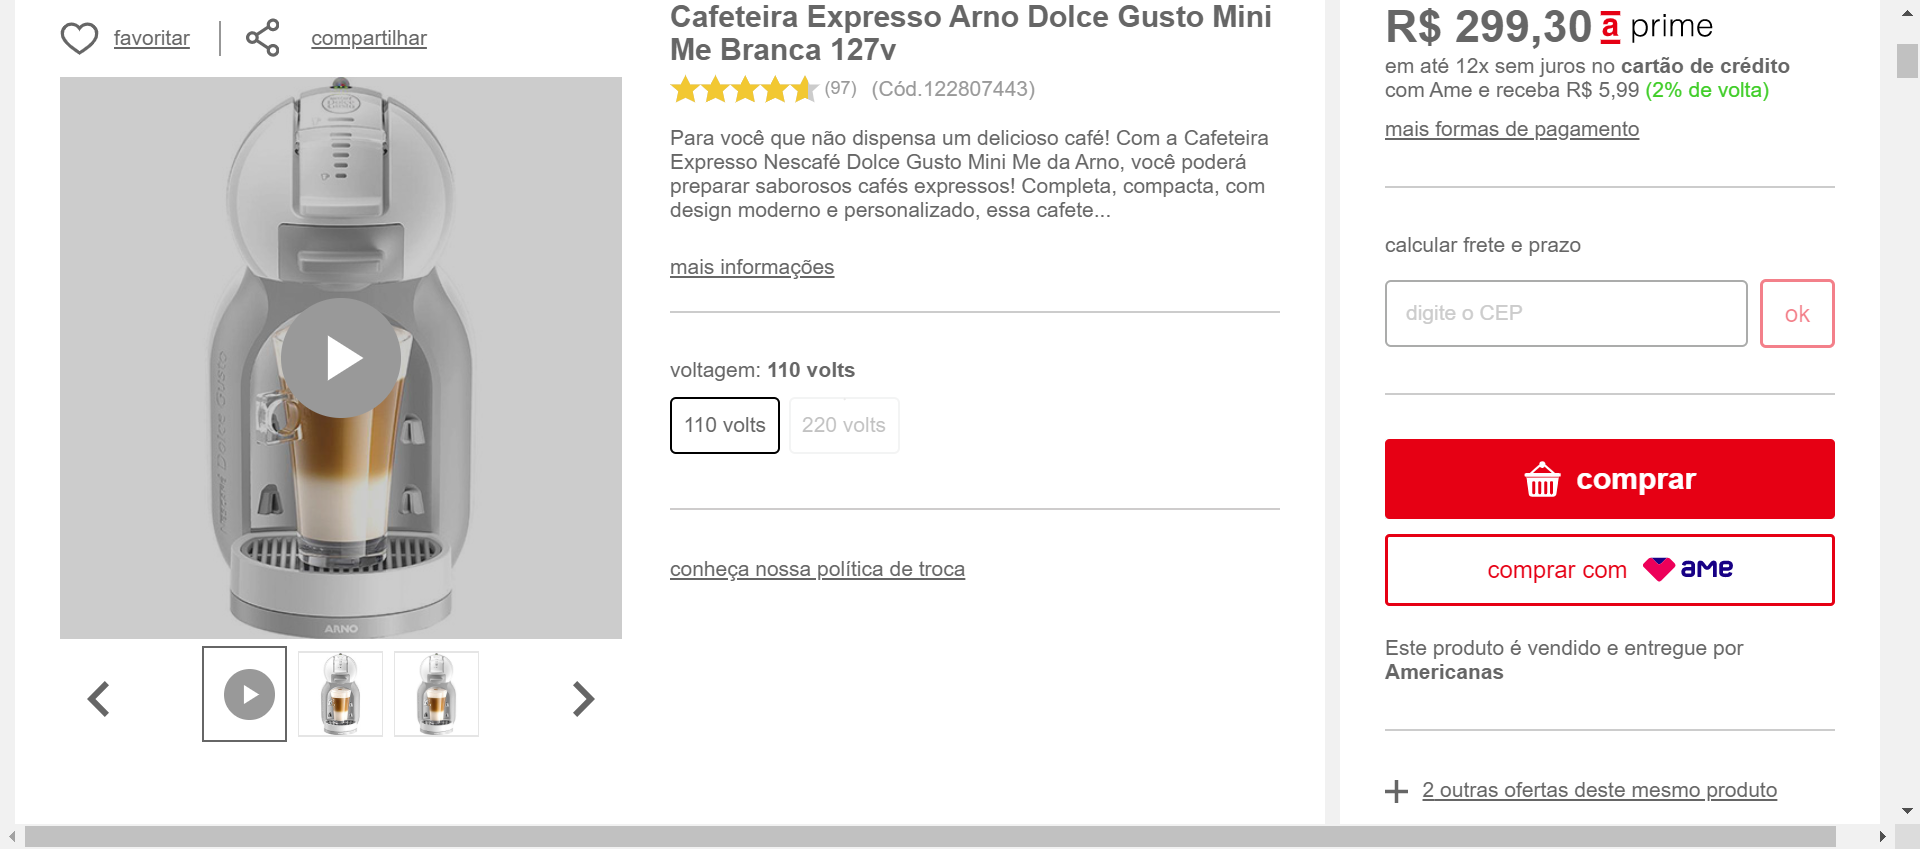 favoritar
compartilhar
Cafeteira Expresso Arno Dolce Gusto Mini
Me Branca 127v
(97) (Cód.122807443)
Para você que não dispensa um delicioso café! Com a Cafeteira
Expresso Nescafé Dolce Gusto Mini Me da Arno, você poderá
preparar saborosos cafés expressos! Completa, compacta, com
design moderno e personalizado, essa cafete...
mais informações
voltagem: 110 volts
110 volts
220 volts
conheça nossa política de troca
Nescafé Dolce Gusto
ARNO
R$ 299,30 a prime
em até 12x sem juros no cartão de crédito
com Ame e receba R$ 5,99 (2% de volta)
mais formas de pagamento
calcular frete e prazo
digite o CEP
ok
comprar
comprar com ame
Este produto é vendido e entregue por
Americanas
2 outras ofertas deste mesmo produto